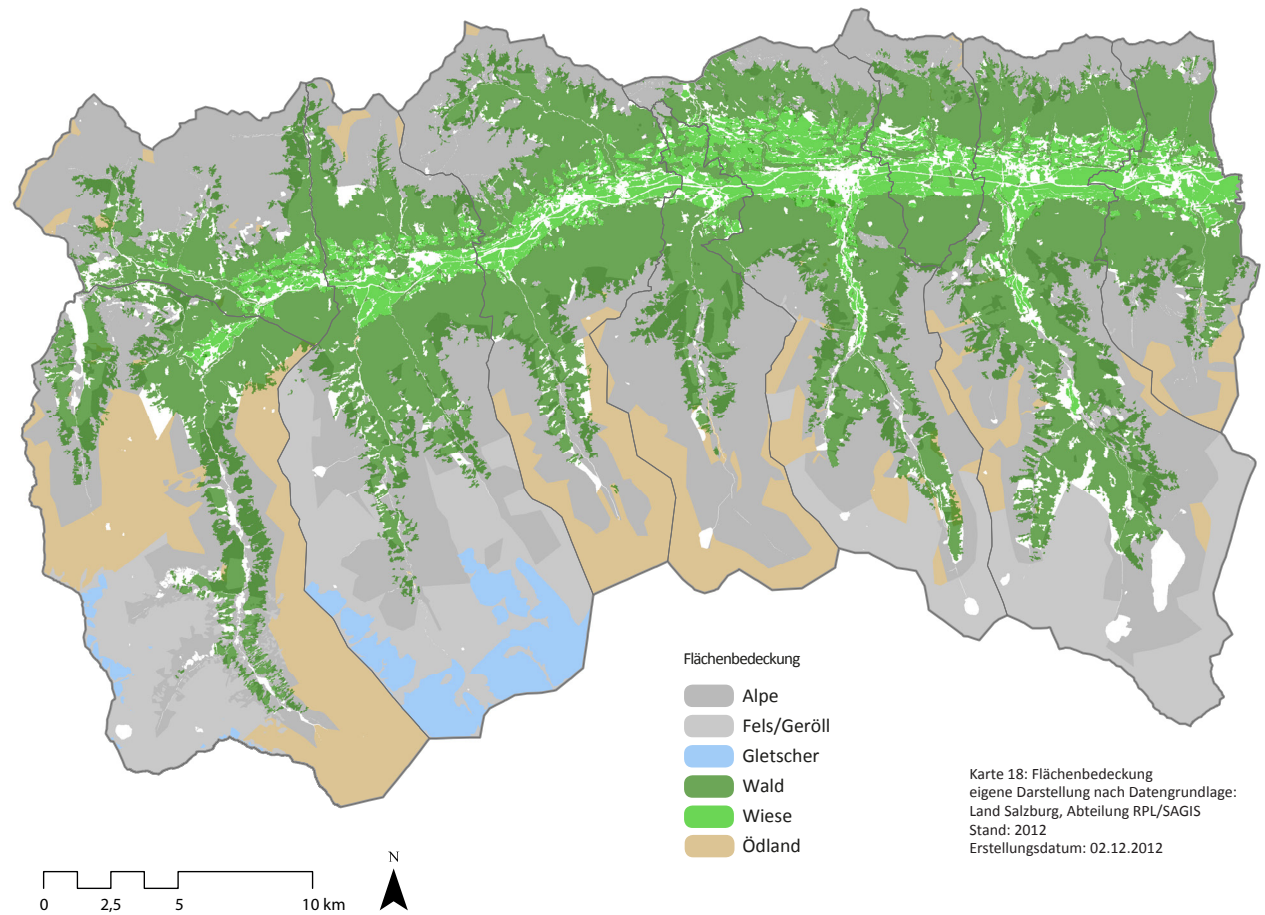 Flächenbedeckung
Alpe
Fels/Geröll
Gletscher
Wald
Wiese
Ödland
Karte 18: Flächenbedeckung
eigene Darstellung nach Datengrundlage:
Land Salzburg, Abteilung RPL/SAGIS
Stand: 2012
Erstellungsdatum: 02.12.2012
N
0 2,5 5 10 km